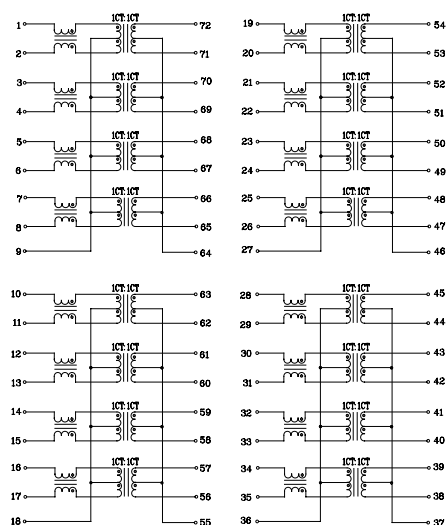 1 1CT:1CT 72
2 71
3 1CT:1CT 70
4 69
5 1CT:1CT 68
6 67
7 1CT:1CT 66
8 65
9 64
19 1CT:1CT 54
20 53
21 1CT:1CT 52
22 51
23 1CT:1CT 50
24 49
25 1CT:1CT 48
26 47
27 46
10 1CT:1CT 63
11 62
12 1CT:1CT 61
13 60
14 1CT:1CT 59
15 58
16 1CT:1CT 57
17 56
18 55
28 1CT:1CT 45
29 44
30 1CT:1CT 43
31 42
32 1CT:1CT 41
33 40
34 1CT:1CT 39
35 38
36 37